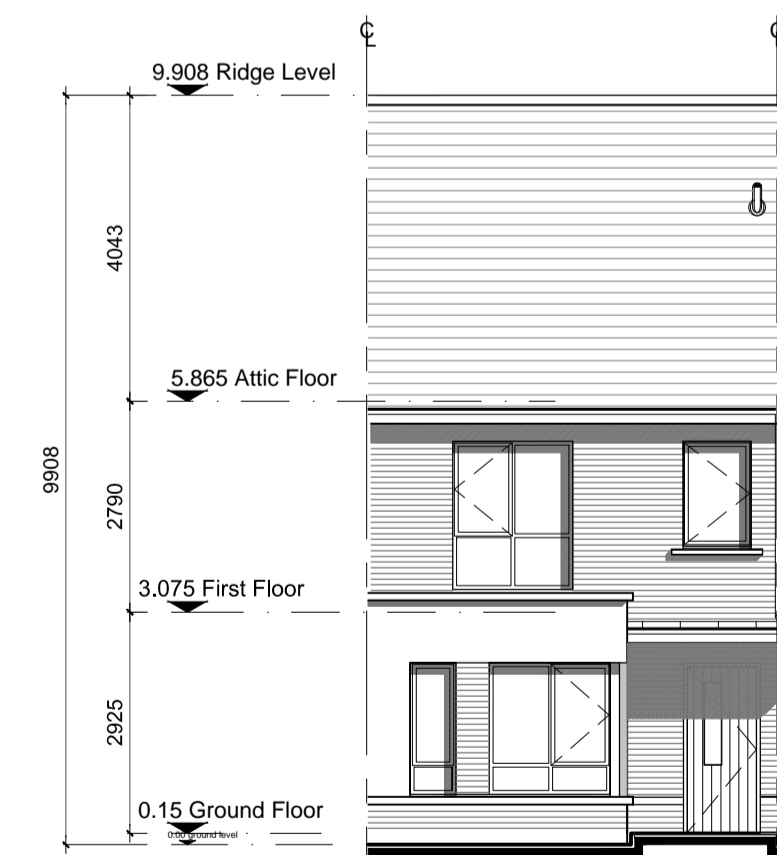 ℄
9.908 Ridge Level
4043
5.865 Attic Floor
9908
2790
3.075 First Floor
2925
0.15 Ground Floor
0.00 ground level